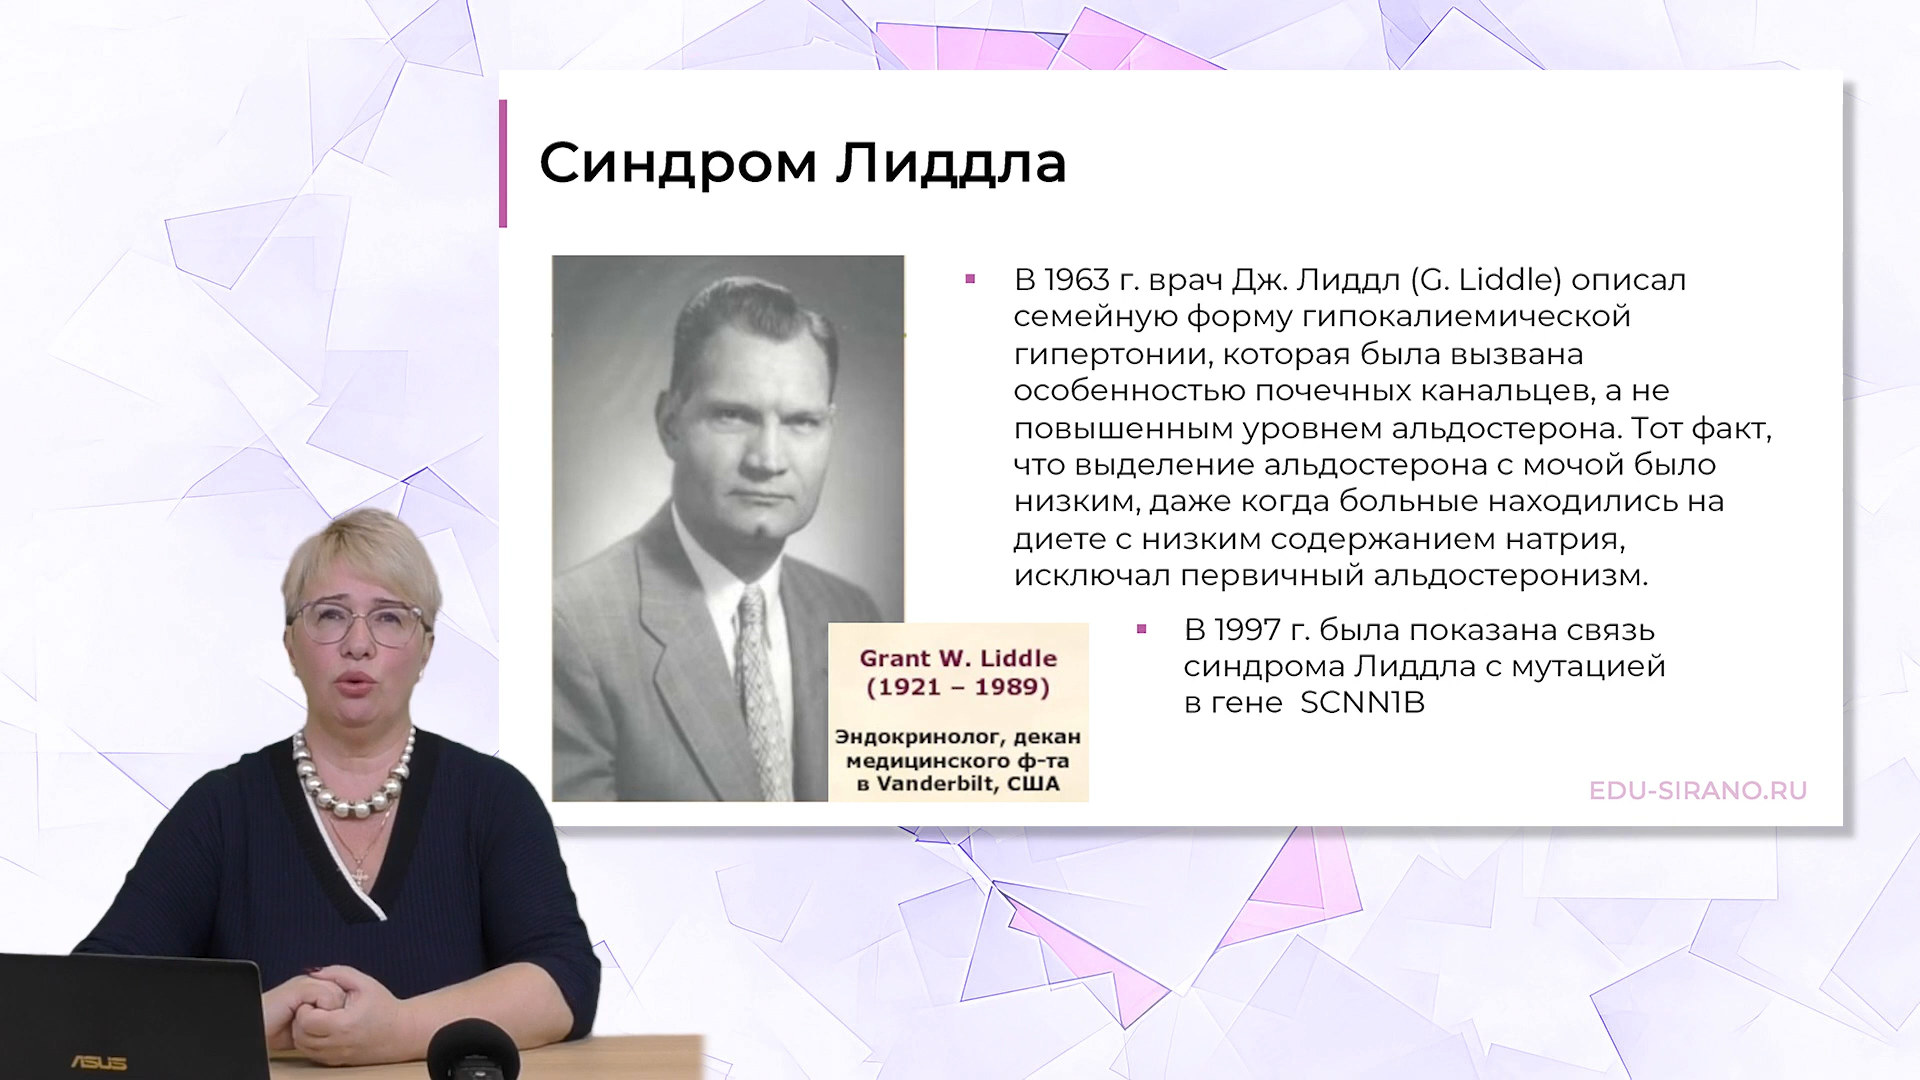 Синдром Лиддла
В 1963 г. врач Дж. Лиддл (G. Liddle) описал
семейную форму гипокалиемической
гипертонии, которая была вызвана
особенностью почечных канальцев, а не
повышенным уровнем альдостерона. Тот факт,
что выделение альдостерона с мочой было
низким, даже когда больные находились на
диете с низким содержанием натрия,
исключал первичный альдостеронизм.
В 1997 г. была показана связь
синдрома Лиддла с мутацией
в гене SCNN1B
Grant W. Liddle
(1921 – 1989)
Эндокринолог, декан
медицинского ф-та
в Vanderbilt, США
EDU-SIRANO.RU
ASUS